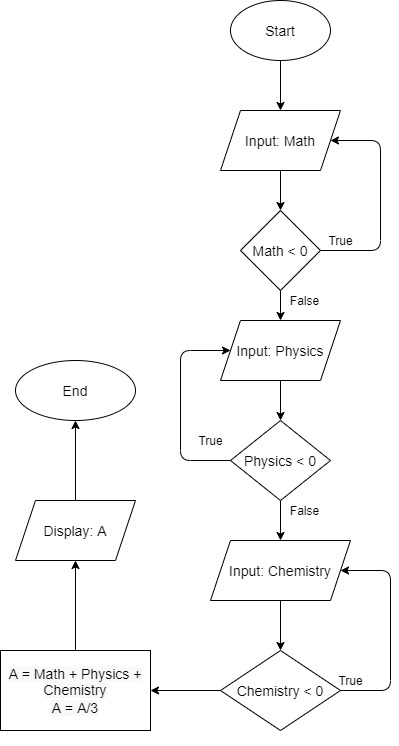 Start
Input: Math
Math < 0
True
False
Input: Physics
Physics < 0
True
False
Input: Chemistry
Chemistry < 0
True
A = Math + Physics +
Chemistry
A = A/3
Display: A
End